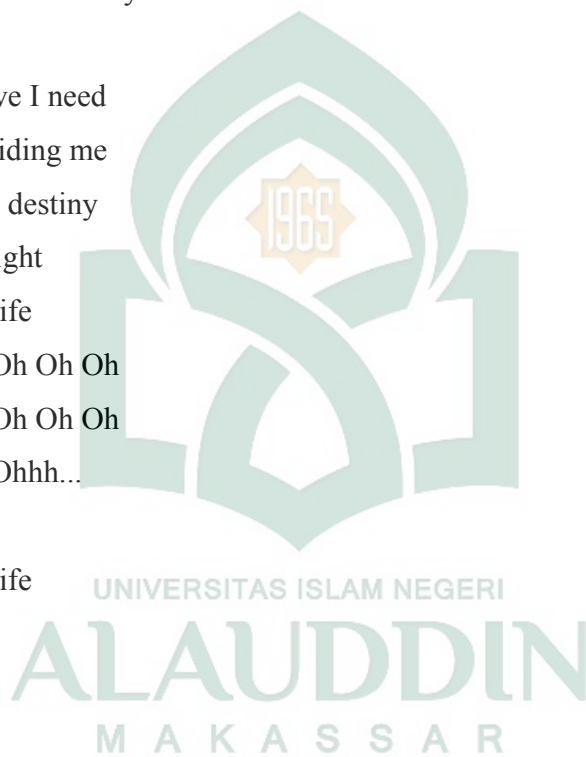 ve I need
iding me
destiny
ght
ife
Oh Oh Oh
Oh Oh Oh
Ohhh...
ife
1965
UNIVERSITAS ISLAM NEGERI
ALAUDDIN
MAKASSAR